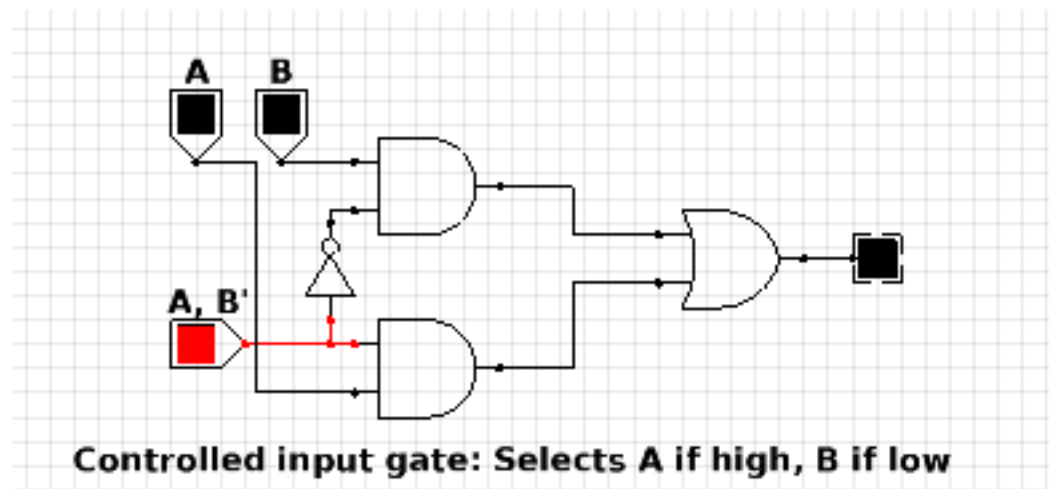 A B
A, B'
Controlled input gate: Selects A if high, B if low